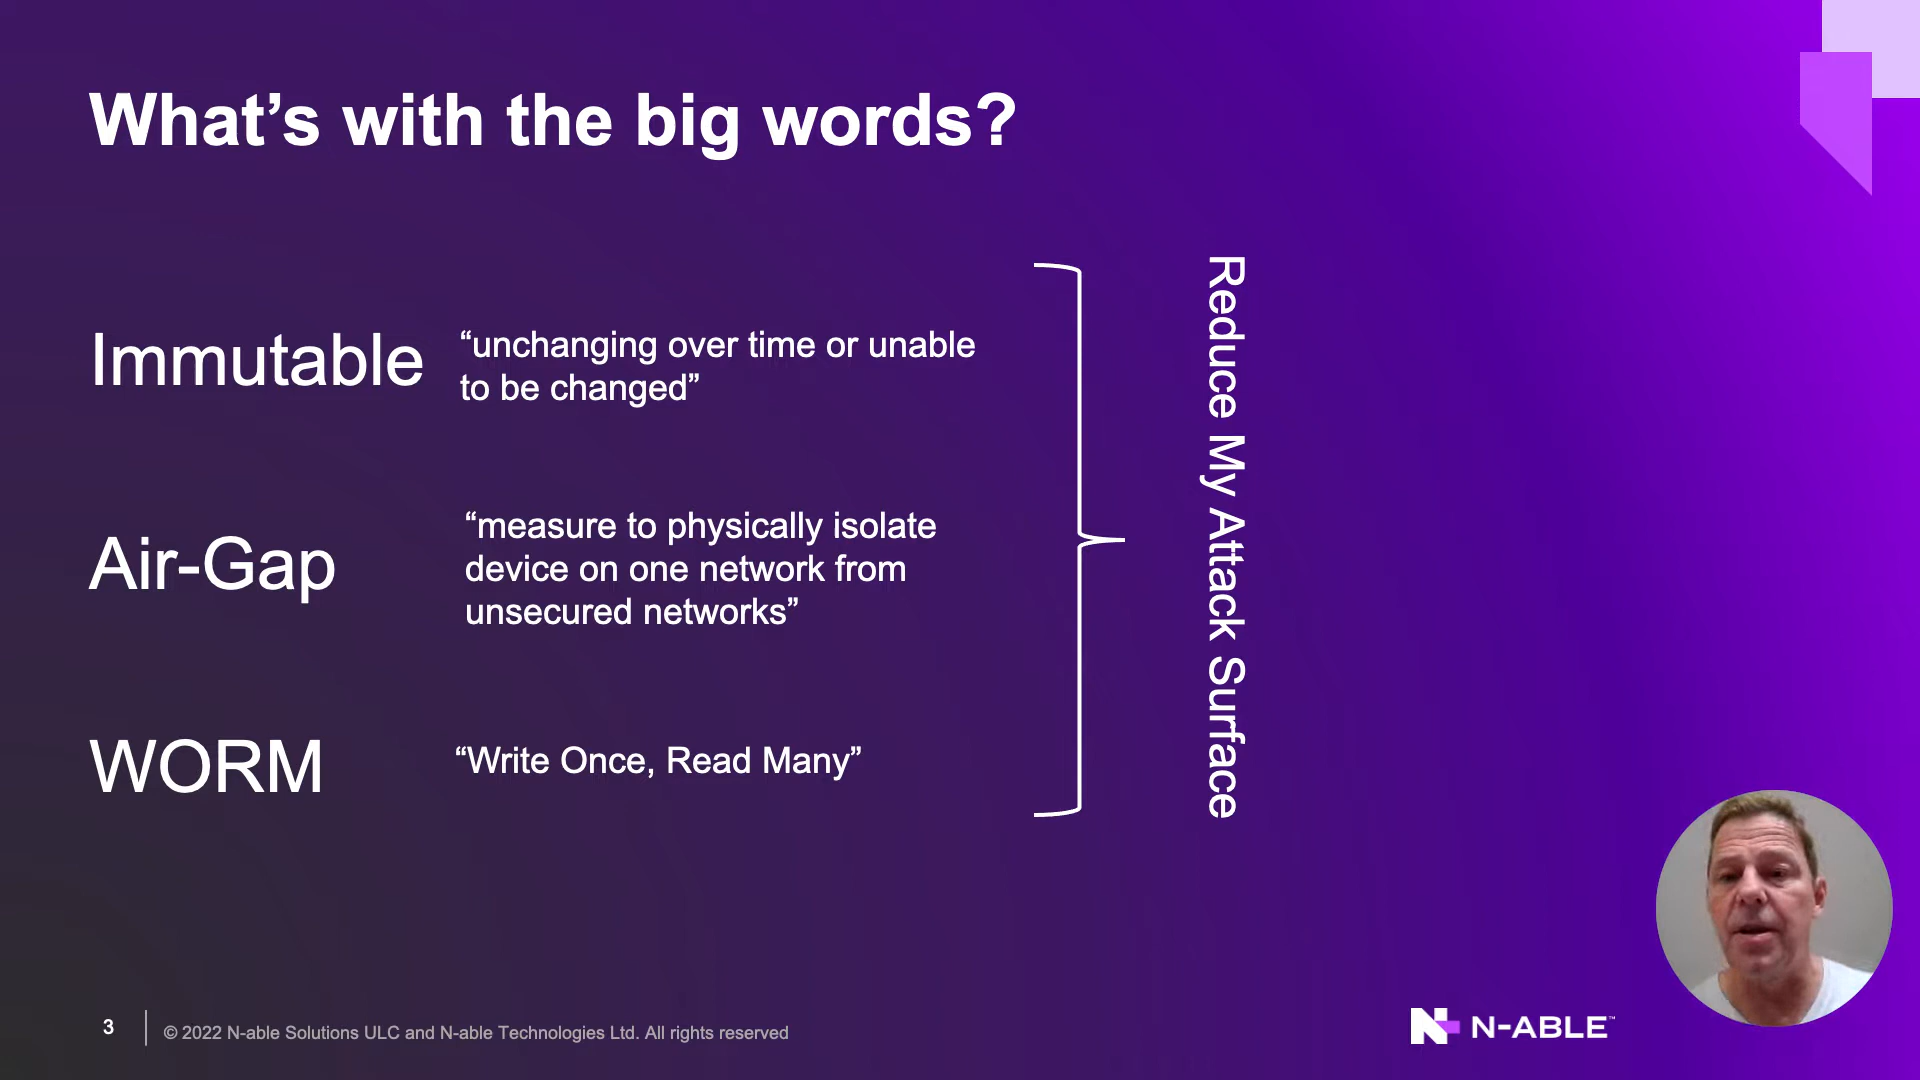 What’s with the big words?
Immutable
“unchanging over time or unable
to be changed”
Air-Gap
“measure to physically isolate
device on one network from
unsecured networks”
WORM
“Write Once, Read Many”
Reduce My Attack Surface
3
© 2022 N-able Solutions ULC and N-able Technologies Ltd. All rights reserved
N-ABLE™